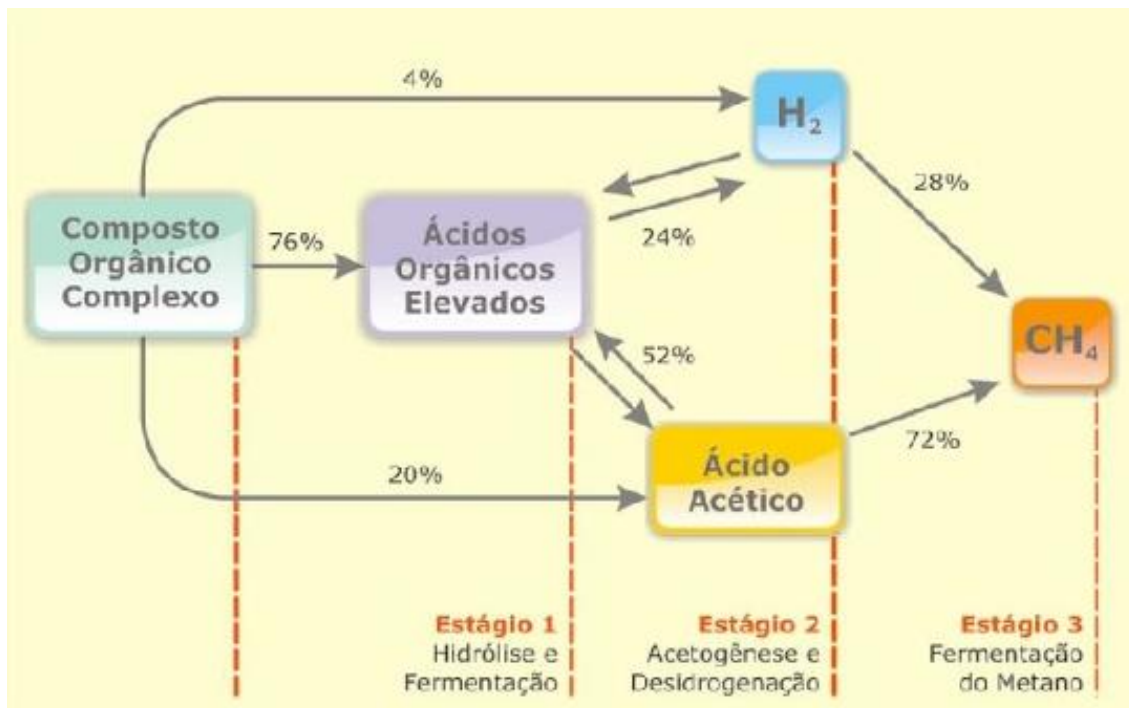 4%
H₂
Composto
Orgânico
Complexo
76%
Ácidos
Orgânicos
Elevados
24%
28%
52%
CH₄
72%
20%
Ácido
Acético
Estágio 1
Hidrólise e
Fermentação
Estágio 2
Acetogênese e
Desidrogenação
Estágio 3
Fermentação
do Metano